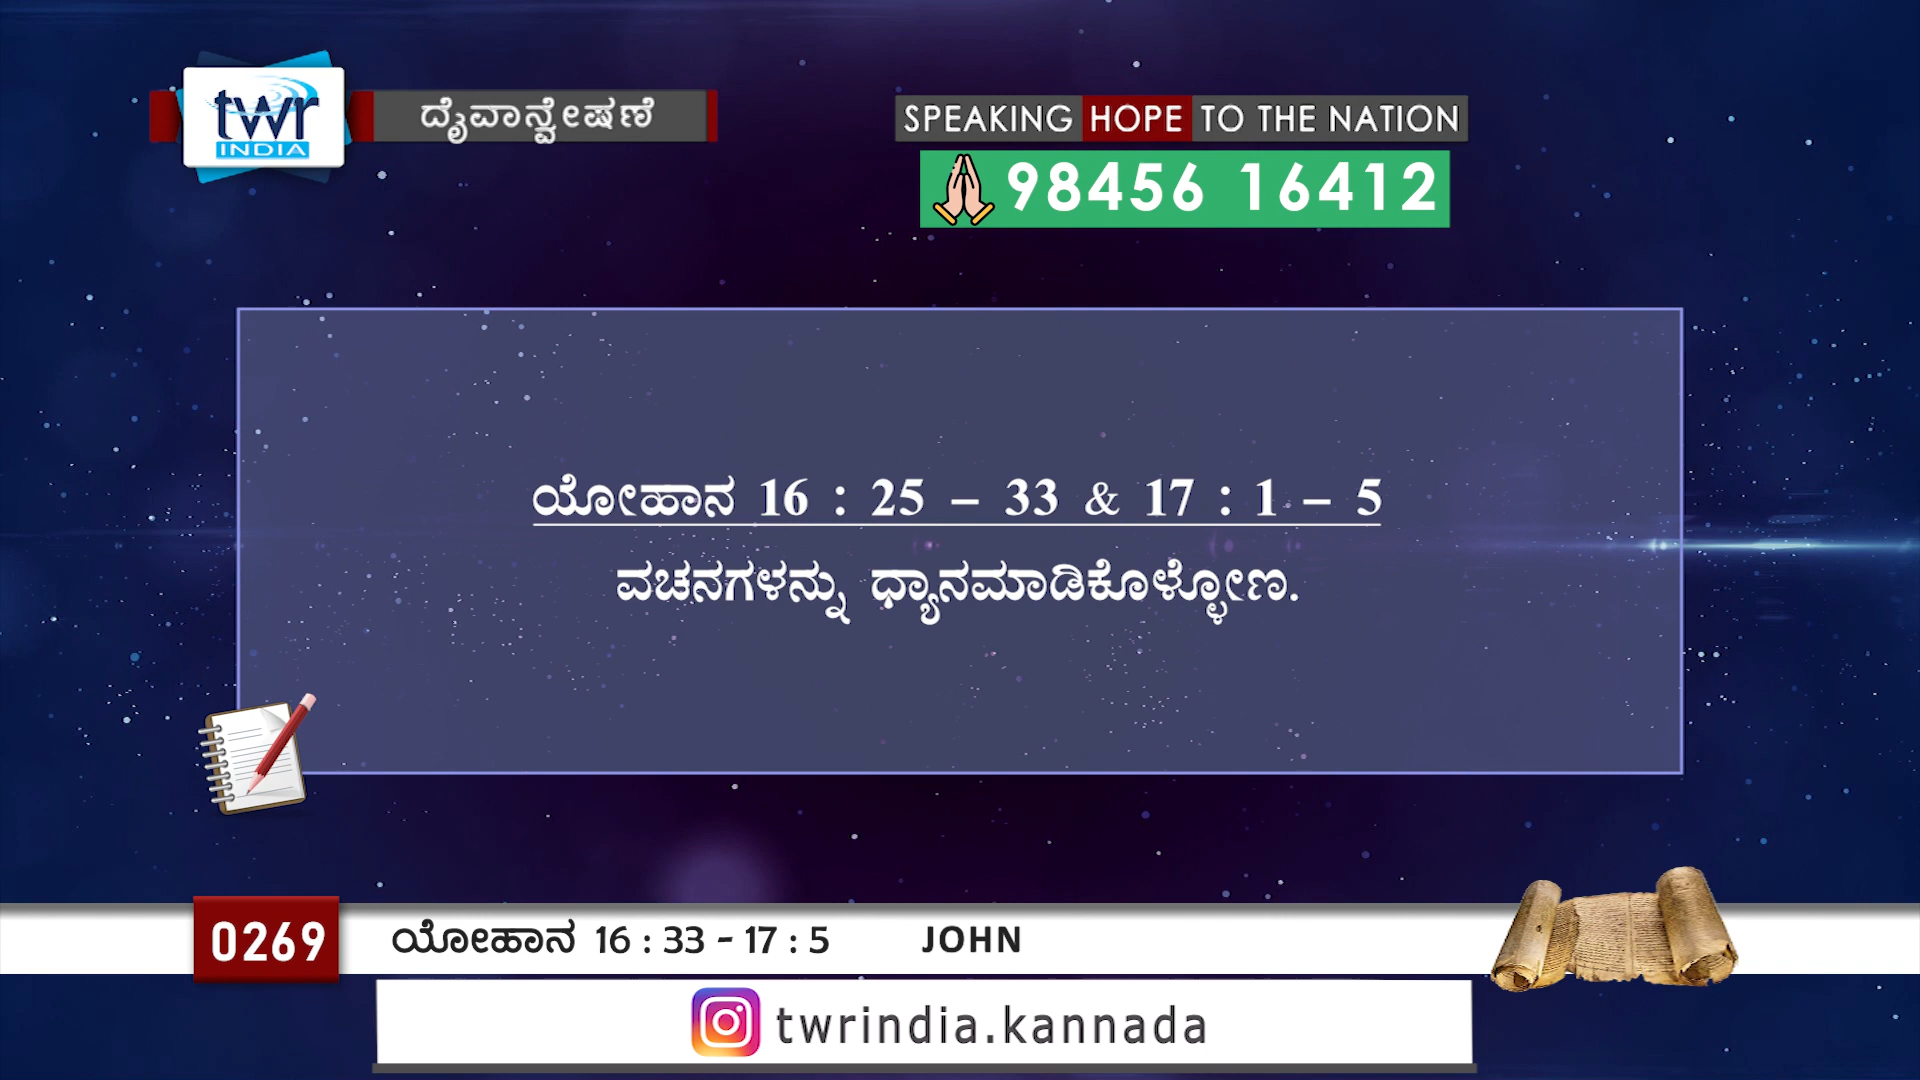 twr
INDIA
ದೈವಾನ್ವೇಷಣೆ
SPEAKING HOPE TO THE NATION
98456 16412
ಯೋಹಾನ 16 : 25 – 33 & 17 : 1 – 5
ವಚನಗಳನ್ನು ಧ್ಯಾನಮಾಡಿಕೊಳ್ಳೋಣ.
0269
ಯೋಹಾನ 16 : 33 - 17 : 5 JOHN
twrindia.kannada